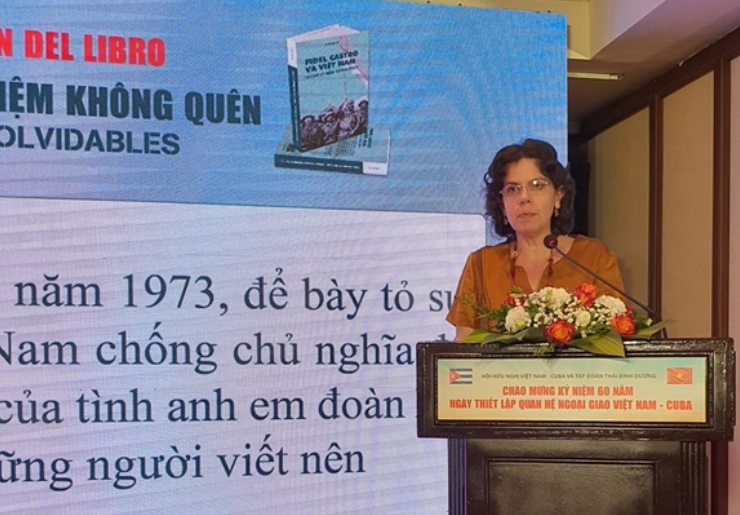 N DEL LIBRO
IỆM KHÔNG QUÊN
OLVIDABLES
FIDEL CASTRO
VÀ VIỆT NAM
năm 1973, để bày tỏ sự
Nam chống chủ nghĩa
của tình anh em đoàn
ững người viết nên
HỘI HỮU NGHỊ VIỆT NAM - CUBA VÀ TẬP ĐOÀN THÁI BÌNH DƯƠNG
CHÀO MỪNG KỶ NIỆM 60 NĂM
NGÀY THIẾT LẬP QUAN HỆ NGOẠI GIAO VIỆT NAM - CUBA